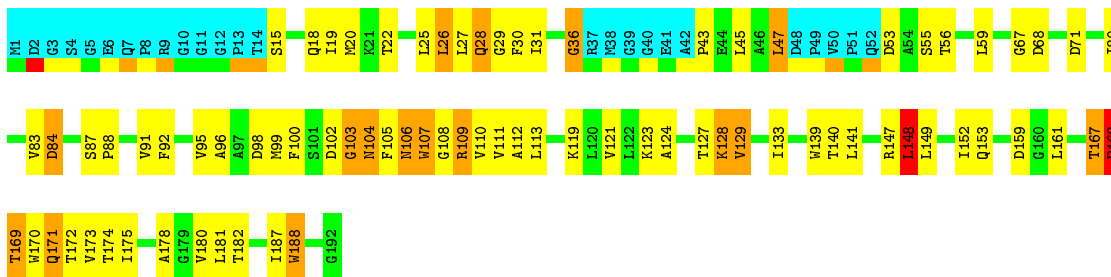 M1 D2 G3 S4 G5 E6 Q7 P8 R9 G10 G11 G12 P13 T14 S15 Q18 I19 M20 K21 T22 L25 L26 L27 Q28 G29 F30 I31 G36 R37 M38 G39 G40 E41 A42 P43 E44 L45 A46 L47 D48 P49 V50 P51 Q52 D53 A54 S55 T56 L59 G67 D68 D71
V83 D84 S87 P88 V91 F92 V95 A96 A97 D98 M99 F100 S101 D102 G103 N104 F105 N106 W107 G108 R109 V110 V111 A112 L113 K119 L120 V121 L122 K123 A124 T127 K128 V129 I133 W139 T140 L141 R147 L148 L149 I152 Q153 D159 G160 L161 T167
T169 W170 Q171 T172 V173 T174 I175 A178 G179 V180 L181 T182 I187 W188 G192